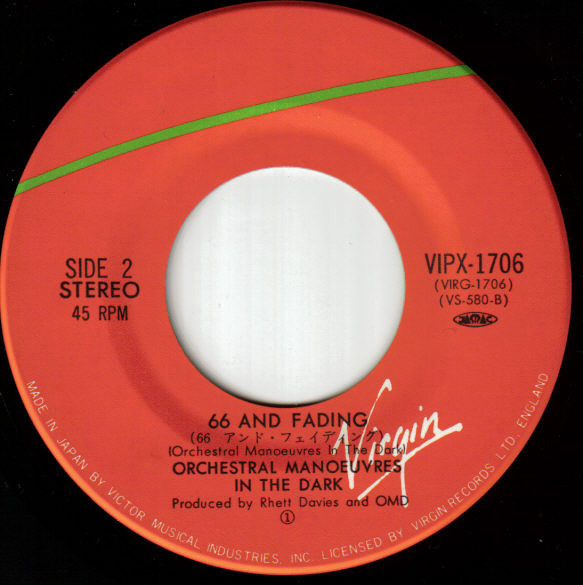 SIDE 2
STEREO
45 RPM
VIPX-1706
(VIRG-1706)
(VS-580-B)
JASRAC
66 AND FADING
(66 アンド・フェイディング)
(Orchestral Manoeuvres In The Dark)
ORCHESTRAL MANOEUVRES
IN THE DARK
Produced by Rhett Davies and OMD
①
Virgin
MADE IN JAPAN BY VICTOR MUSICAL INDUSTRIES, INC. LICENSED BY VIRGIN RECORDS LTD, ENGLAND